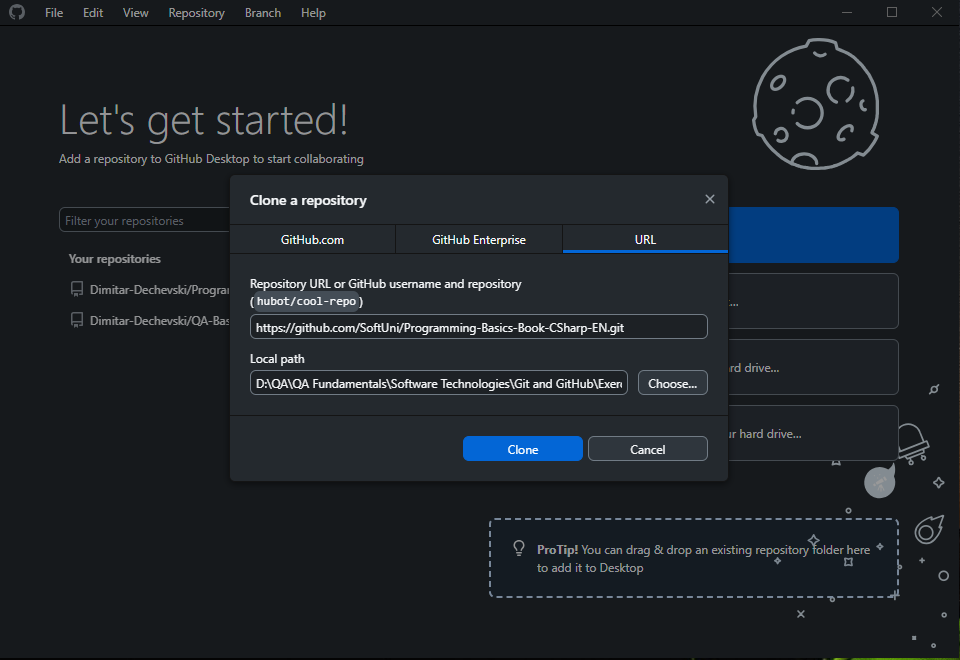 File Edit View Repository Branch Help
Let's get started!
Add a repository to GitHub Desktop to start collaborating
Filter your repositories
Your repositories
Dimitar-Dechevski/Progra
Dimitar-Dechevski/QA-Bas
Clone a repository
GitHub.com GitHub Enterprise URL
Repository URL or GitHub username and repository
(hubot/cool-repo)
https://github.com/SoftUni/Programming-Basics-Book-CSharp-EN.git
Local path
D:\QA\QA Fundamentals\Software Technologies\Git and GitHub\Exer
Choose...
Clone Cancel
...
rd drive...
r hard drive...
ProTip! You can drag & drop an existing repository folder here
to add it to Desktop